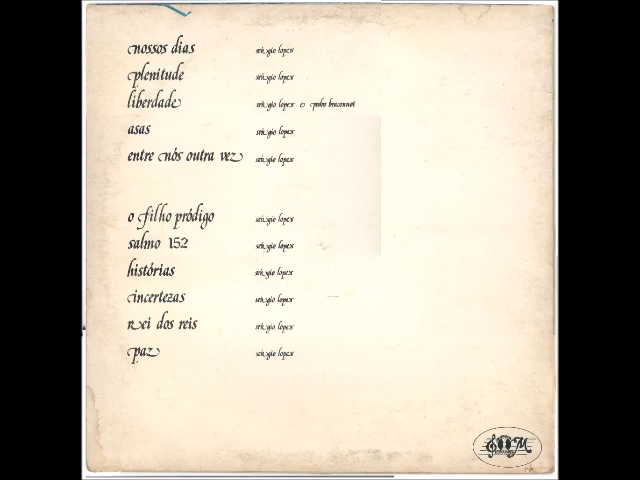 nossos dias sérgio lopes
plenitude sérgio lopes
liberdade sérgio lopes e pedro braconnot
asas sérgio lopes
entre nós outra vez sérgio lopes
o filho pródigo sérgio lopes
salmo 152 sérgio lopes
histórias sérgio lopes
incertezas sérgio lopes
rei dos reis sérgio lopes
paz sérgio lopes